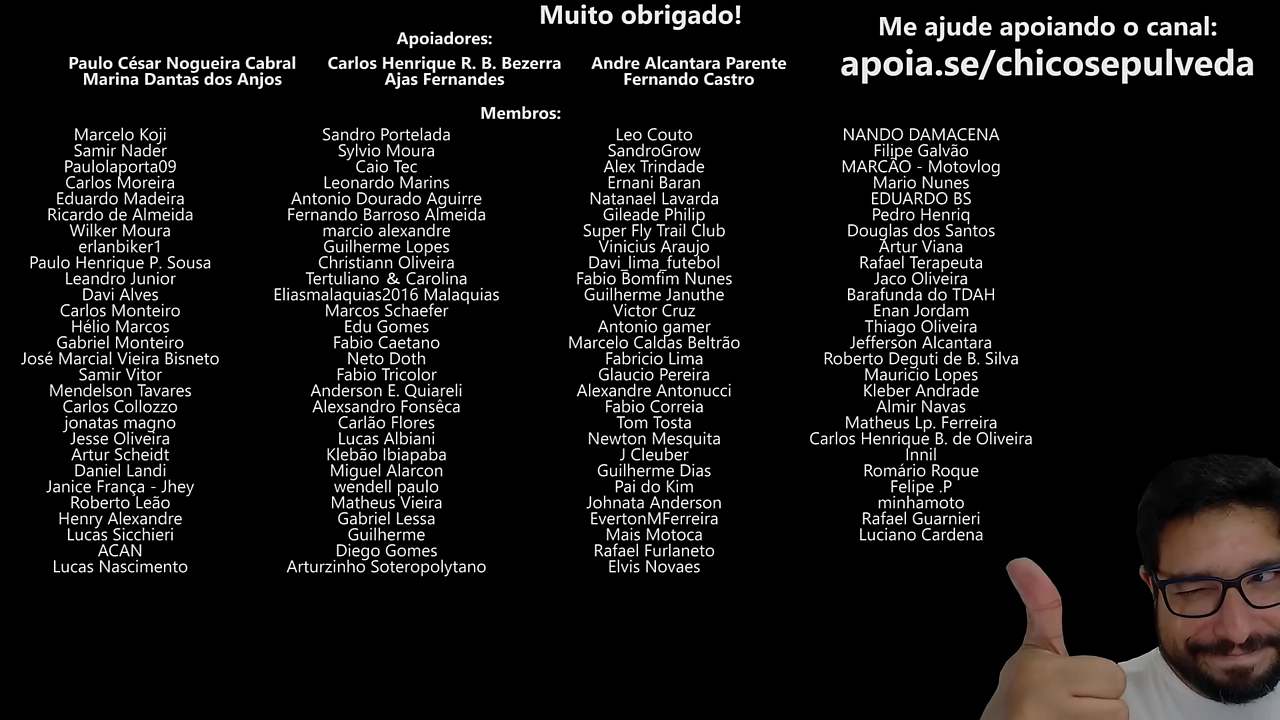 Muito obrigado!
Me ajude apoiando o canal:
apoia.se/chicosepulveda
Apoiadores:
Paulo César Nogueira Cabral
Marina Dantas dos Anjos
Carlos Henrique R. B. Bezerra
Ajas Fernandes
Andre Alcantara Parente
Fernando Castro
Membros:
Marcelo Koji
Samir Nader
Paulolaporta09
Carlos Moreira
Eduardo Madeira
Ricardo de Almeida
Wilker Moura
erlanbiker1
Paulo Henrique P. Sousa
Leandro Junior
Davi Alves
Carlos Monteiro
Hélio Marcos
Gabriel Monteiro
José Marcial Vieira Bisneto
Samir Vitor
Mendelson Tavares
Carlos Collozzo
jonatas magno
Jesse Oliveira
Artur Scheidt
Daniel Landi
Janice França - Jhey
Roberto Leão
Henry Alexandre
Lucas Sicchieri
ACAN
Lucas Nascimento
Sandro Portelada
Sylvio Moura
Caio Tec
Leonardo Marins
Antonio Dourado Aguirre
Fernando Barroso Almeida
marcio alexandre
Guilherme Lopes
Christiann Oliveira
Tertuliano & Carolina
Eliasmalaquias2016 Malaquias
Marcos Schaefer
Edu Gomes
Fabio Caetano
Neto Doth
Fabio Tricolor
Anderson E. Quiareli
Alexsandro Fonsêca
Carlão Flores
Lucas Albiani
Klebão Ibiapaba
Miguel Alarcon
wendell paulo
Matheus Vieira
Gabriel Lessa
Guilherme
Diego Gomes
Arturzinho Soteropolytano
Leo Couto
SandroGrow
Alex Trindade
Ernani Baran
Natanael Lavarda
Gileade Philip
Super Fly Trail Club
Vinicius Araujo
Davi_lima_futebol
Fabio Bomfim Nunes
Guilherme Januthe
Victor Cruz
Antonio gamer
Marcelo Caldas Beltrão
Fabricio Lima
Glaucio Pereira
Alexandre Antonucci
Fabio Correia
Tom Tosta
Newton Mesquita
J Cleuber
Guilherme Dias
Pai do Kim
Johnata Anderson
EvertonMFerreira
Mais Motoca
Rafael Furlaneto
Elvis Novaes
NANDO DAMACENA
Filipe Galvão
MARCÃO - Motovlog
Mario Nunes
EDUARDO BS
Pedro Henriq
Douglas dos Santos
Artur Viana
Rafael Terapeuta
Jaco Oliveira
Barafunda do TDAH
Enan Jordam
Thiago Oliveira
Jefferson Alcantara
Roberto Deguti de B. Silva
Mauricio Lopes
Kleber Andrade
Almir Navas
Matheus Lp. Ferreira
Carlos Henrique B. de Oliveira
Innil
Romário Roque
Felipe .P
minhamoto
Rafael Guarnieri
Luciano Cardena